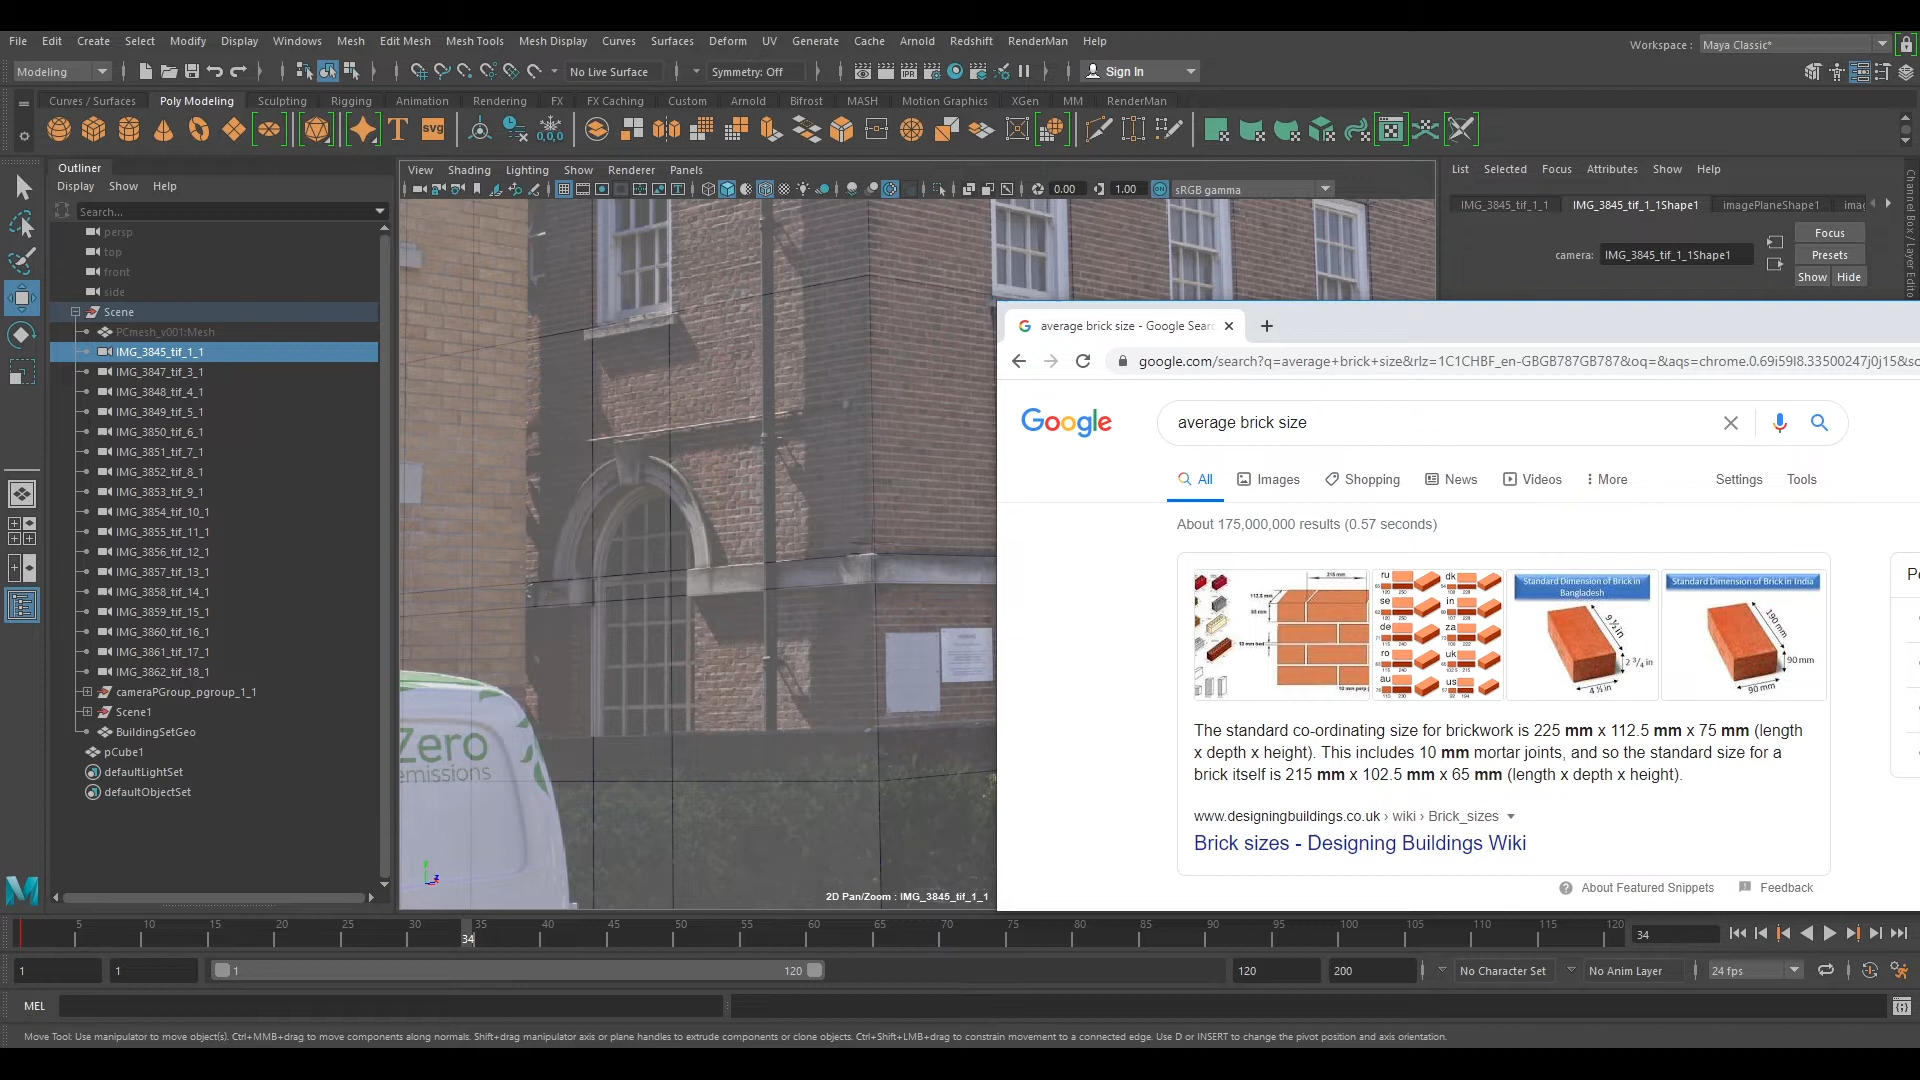 File Edit Create Select Modify Display Windows Mesh Edit Mesh Mesh Tools Mesh Display Curves Surfaces Deform UV Generate Cache Arnold Redshift RenderMan Help
Workspace : Maya Classic*
Modeling
No Live Surface
Symmetry: Off
Sign In
Curves / Surfaces Poly Modeling Sculpting Rigging Animation Rendering FX FX Caching Custom Arnold Bifrost MASH Motion Graphics XGen MM RenderMan
Outliner
Display Show Help
Search...
persp
top
front
side
Scene
PCmesh_v001:Mesh
IMG_3845_tif_1_1
IMG_3847_tif_3_1
IMG_3848_tif_4_1
IMG_3849_tif_5_1
IMG_3850_tif_6_1
IMG_3851_tif_7_1
IMG_3852_tif_8_1
IMG_3853_tif_9_1
IMG_3854_tif_10_1
IMG_3855_tif_11_1
IMG_3856_tif_12_1
IMG_3857_tif_13_1
IMG_3858_tif_14_1
IMG_3859_tif_15_1
IMG_3860_tif_16_1
IMG_3861_tif_17_1
IMG_3862_tif_18_1
cameraPGroup_pgroup_1_1
Scene1
BuildingSetGeo
pCube1
defaultLightSet
defaultObjectSet
View Shading Lighting Show Renderer Panels
0.00 1.00 sRGB gamma
Zero
emissions
2D Pan/Zoom : IMG_3845_tif_1_1
List Selected Focus Attributes Show Help
IMG_3845_tif_1_1 IMG_3845_tif_1_1Shape1 imagePlaneShape1
camera: IMG_3845_tif_1_1Shape1
Focus
Presets
Show Hide
Channel Box / Layer Edito
average brick size - Google Sear
google.com/search?q=average+brick+size&rlz=1C1CHBF_en-GBGB787GB787&oq=&aqs=chrome.0.69i59l8.33500247j0j15&so
Google
average brick size
All Images Shopping News Videos More Settings Tools
About 175,000,000 results (0.57 seconds)
Standard Dimension of Brick in Bangladesh
Standard Dimension of Brick in India
The standard co-ordinating size for brickwork is 225 mm x 112.5 mm x 75 mm (length
x depth x height). This includes 10 mm mortar joints, and so the standard size for a
brick itself is 215 mm x 102.5 mm x 65 mm (length x depth x height).
www.designingbuildings.co.uk › wiki › Brick_sizes
Brick sizes - Designing Buildings Wiki
About Featured Snippets Feedback
5 10 15 20 25 30 35 40 45 50 55 60 65 70 75 80 85 90 95 100 105 110 115 120
34
34
1 1 1 120 120 200
No Character Set
No Anim Layer
24 fps
MEL
Move Tool: Use manipulator to move object(s). Ctrl+MMB+drag to move components along normals. Shift+drag manipulator axis or plane handles to extrude components or clone objects. Ctrl+Shift+LMB+drag to constrain movement to a connected edge. Use D or INSERT to change the pivot position and axis orientation.